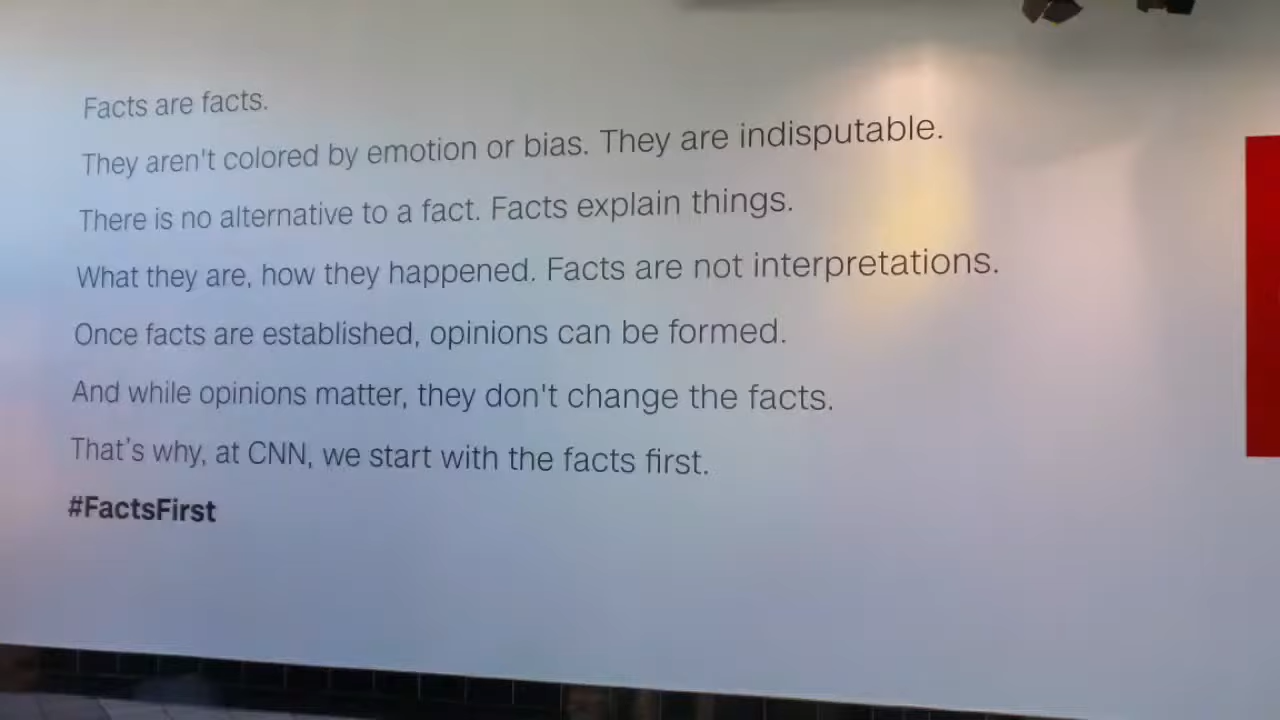 Facts are facts.
They aren't colored by emotion or bias. They are indisputable.
There is no alternative to a fact. Facts explain things.
What they are, how they happened. Facts are not interpretations.
Once facts are established, opinions can be formed.
And while opinions matter, they don't change the facts.
That’s why, at CNN, we start with the facts first.
#FactsFirst